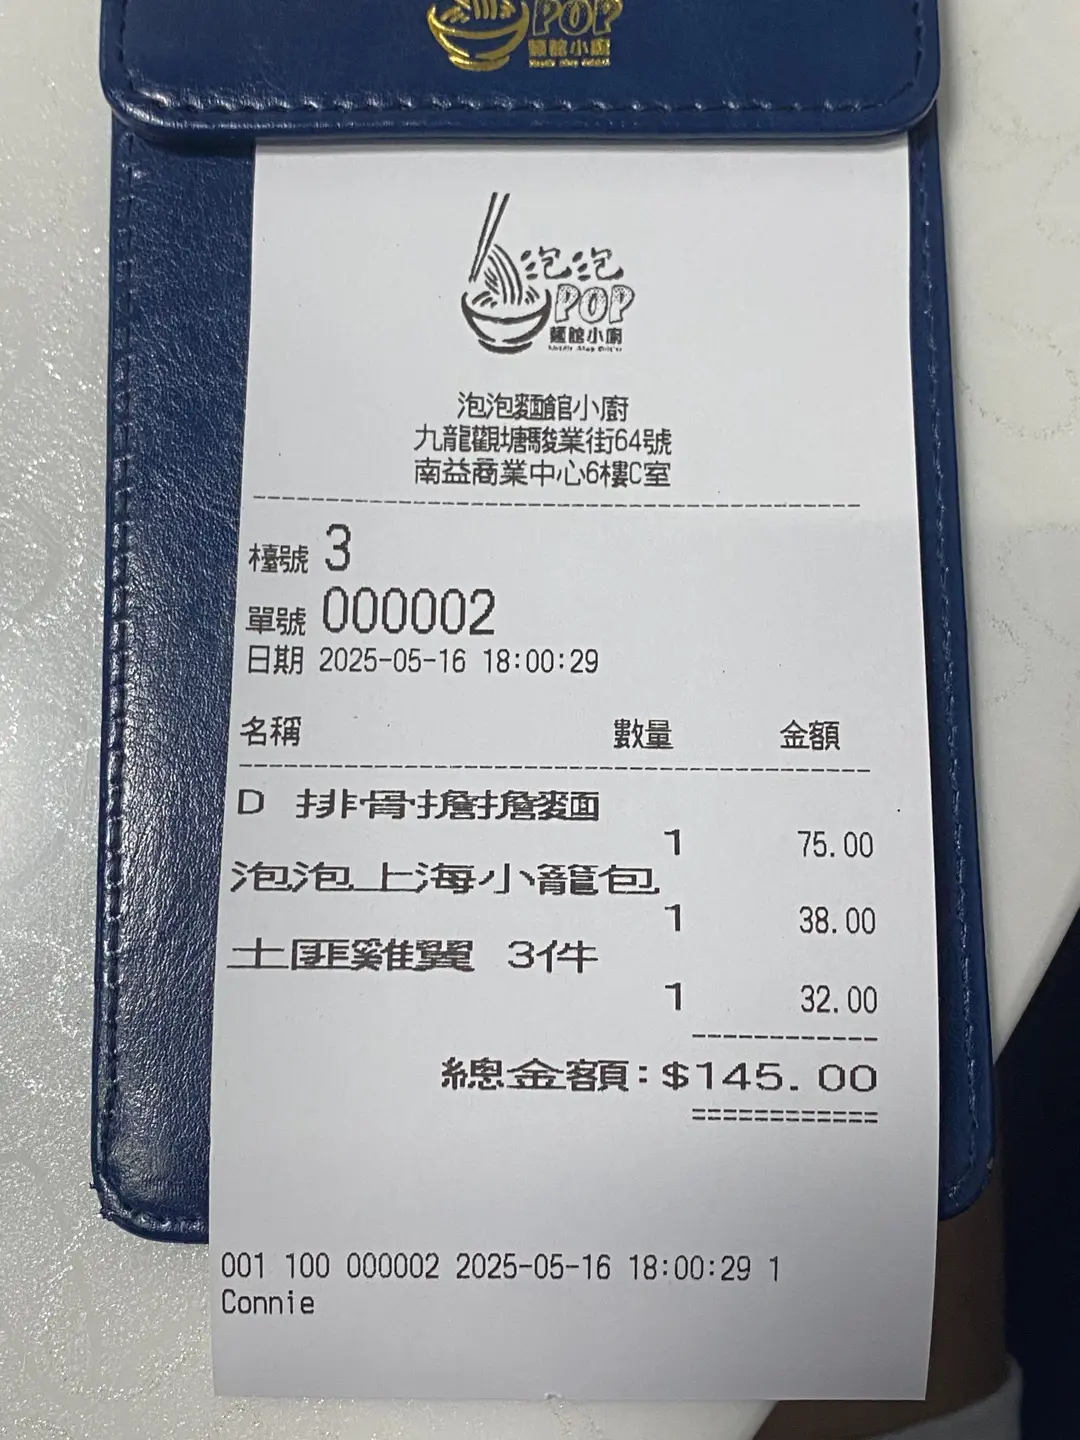 POP
麵館小廚
泡泡
POP
麵館小廚
泡泡麵館小廚
九龍觀塘駿業街64號
南益商業中心6樓C室
檯號 3
單號 000002
日期 2025-05-16 18:00:29
名稱 數量 金額
D 排骨擔擔麵
1 75.00
泡泡上海小籠包
1 38.00
土匪雞翼 3件
1 32.00
總金額:$145.00
001 100 000002 2025-05-16 18:00:29 1
Connie